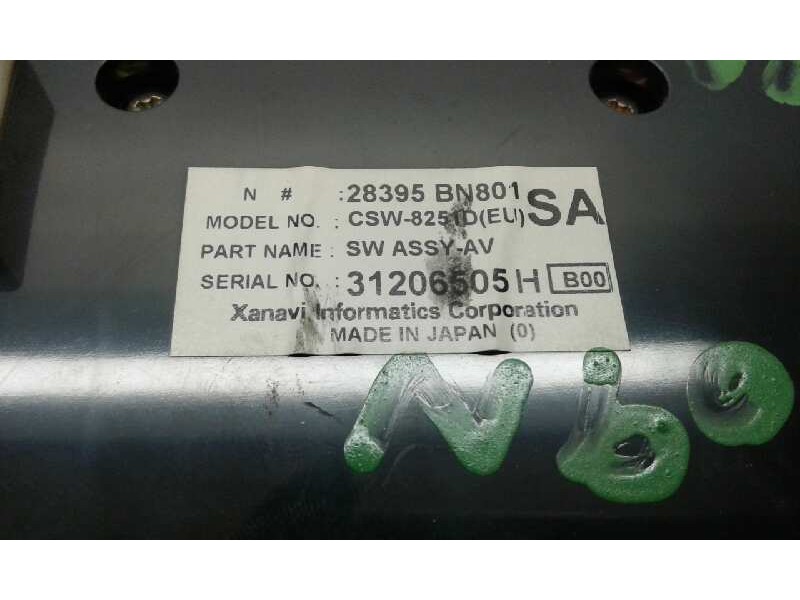 N # : 28395 BN801 SA
MODEL NO. : CSW-8251D(EU)
PART NAME : SW ASSY-AV
SERIAL NO. : 31206505 H B00
Xanavi Informatics Corporation
MADE IN JAPAN (0)